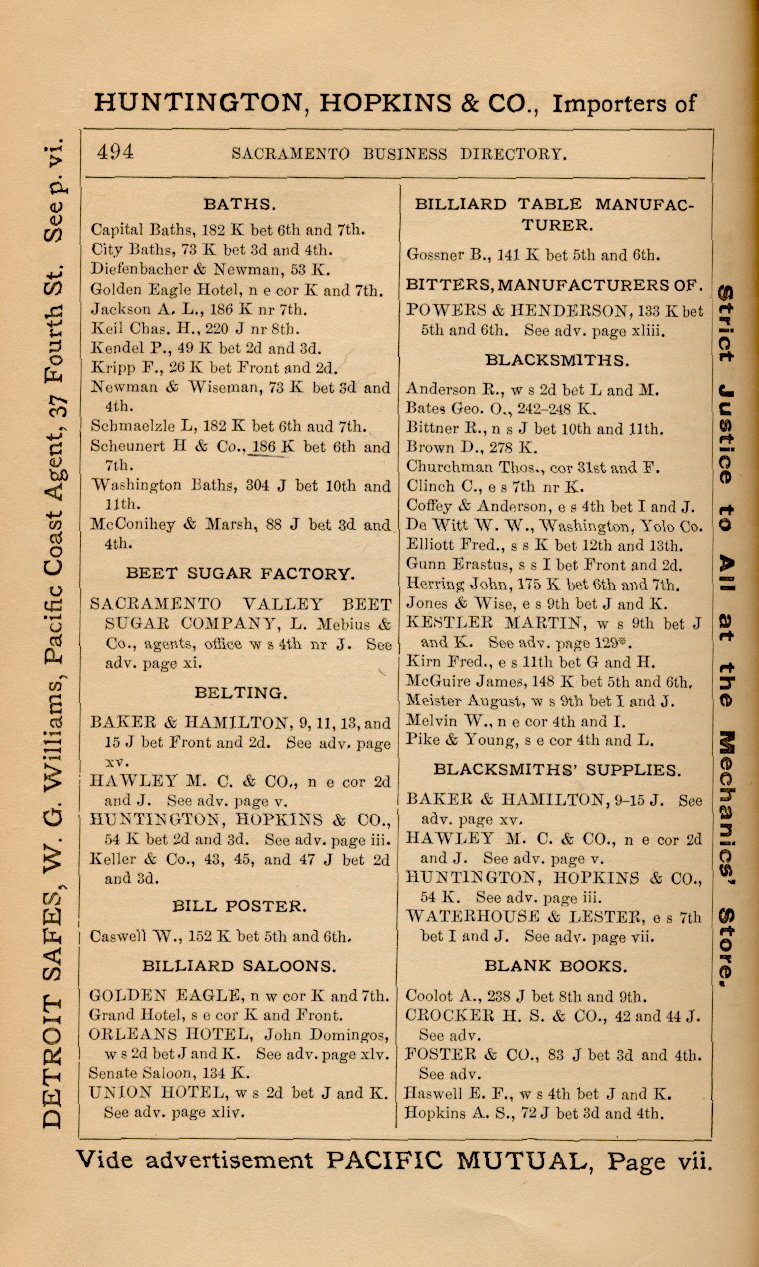 HUNTINGTON, HOPKINS & CO., Importers of
494 SACRAMENTO BUSINESS DIRECTORY.
BATHS.
Capital Baths, 182 K bet 6th and 7th.
City Baths, 73 K bet 3d and 4th.
Diefenbacher & Newman, 53 K.
Golden Eagle Hotel, n e cor K and 7th.
Jackson A. L., 186 K nr 7th.
Keil Chas. H., 220 J nr 8th.
Kendel P., 49 K bet 2d and 3d.
Kripp F., 26 K bet Front and 2d.
Newman & Wiseman, 73 K bet 3d and
4th.
Schmaelzle L, 182 K bet 6th aud 7th.
Scheunert H & Co., 186 K bet 6th and
7th.
Washington Baths, 304 J bet 10th and
11th.
McConihey & Marsh, 88 J bet 3d and
4th.
BEET SUGAR FACTORY.
SACRAMENTO VALLEY BEET
SUGAR COMPANY, L. Mebius &
Co., agents, office w s 4th nr J. See
adv. page xi.
BELTING.
BAKER & HAMILTON, 9, 11, 13, and
15 J bet Front and 2d. See adv. page
xv.
HAWLEY M. C. & CO., n e cor 2d
and J. See adv. page v.
HUNTINGTON, HOPKINS & CO.,
54 K bet 2d and 3d. See adv. page iii.
Keller & Co., 43, 45, and 47 J bet 2d
and 3d.
BILL POSTER.
Caswell W., 152 K bet 5th and 6th.
BILLIARD SALOONS.
GOLDEN EAGLE, n w cor K and 7th.
Grand Hotel, s e cor K and Front.
ORLEANS HOTEL, John Domingos,
w s 2d bet J and K. See adv. page xlv.
Senate Saloon, 134 K.
UNION HOTEL, w s 2d bet J and K.
See adv. page xliv.
BILLIARD TABLE MANUFAC-
TURER.
Gossner B., 141 K bet 5th and 6th.
BITTERS, MANUFACTURERS OF.
POWERS & HENDERSON, 133 K bet
5th and 6th. See adv. page xliii.
BLACKSMITHS.
Anderson R., w s 2d bet L and M.
Bates Geo. O., 242-248 K.
Bittner R., n s J bet 10th and 11th.
Brown D., 278 K.
Churchman Thos., cor 31st and F.
Clinch C., e s 7th nr K.
Coffey & Anderson, e s 4th bet I and J.
De Witt W. W., Washington, Yolo Co.
Elliott Fred., s s K bet 12th and 13th.
Gunn Erastus, s s I bet Front and 2d.
Herring John, 175 K bet 6th and 7th.
Jones & Wise, e s 9th bet J and K.
KESTLER MARTIN, w s 9th bet J
and K. See adv. page 129*.
Kirn Fred., e s 11th bet G and H.
McGuire James, 148 K bet 5th and 6th.
Meister August, w s 9th bet I and J.
Melvin W., n e cor 4th and I.
Pike & Young, s e cor 4th and L.
BLACKSMITHS' SUPPLIES.
BAKER & HAMILTON, 9-15 J. See
adv. page xv.
HAWLEY M. C. & CO., n e cor 2d
and J. See adv. page v.
HUNTINGTON, HOPKINS & CO.,
54 K. See adv. page iii.
WATERHOUSE & LESTER, e s 7th
bet I and J. See adv. page vii.
BLANK BOOKS.
Coolot A., 238 J bet 8th and 9th.
CROCKER H. S. & CO., 42 and 44 J.
See adv.
FOSTER & CO., 83 J bet 3d and 4th.
See adv.
Haswell E. F., w s 4th bet J and K.
Hopkins A. S., 72 J bet 3d and 4th.
DETROIT SAFES, W. G. Williams, Pacific Coast Agent, 37 Fourth St. See p. vi.
Strict Justice to All at the Mechanics' Store.
Vide advertisement PACIFIC MUTUAL, Page vii.